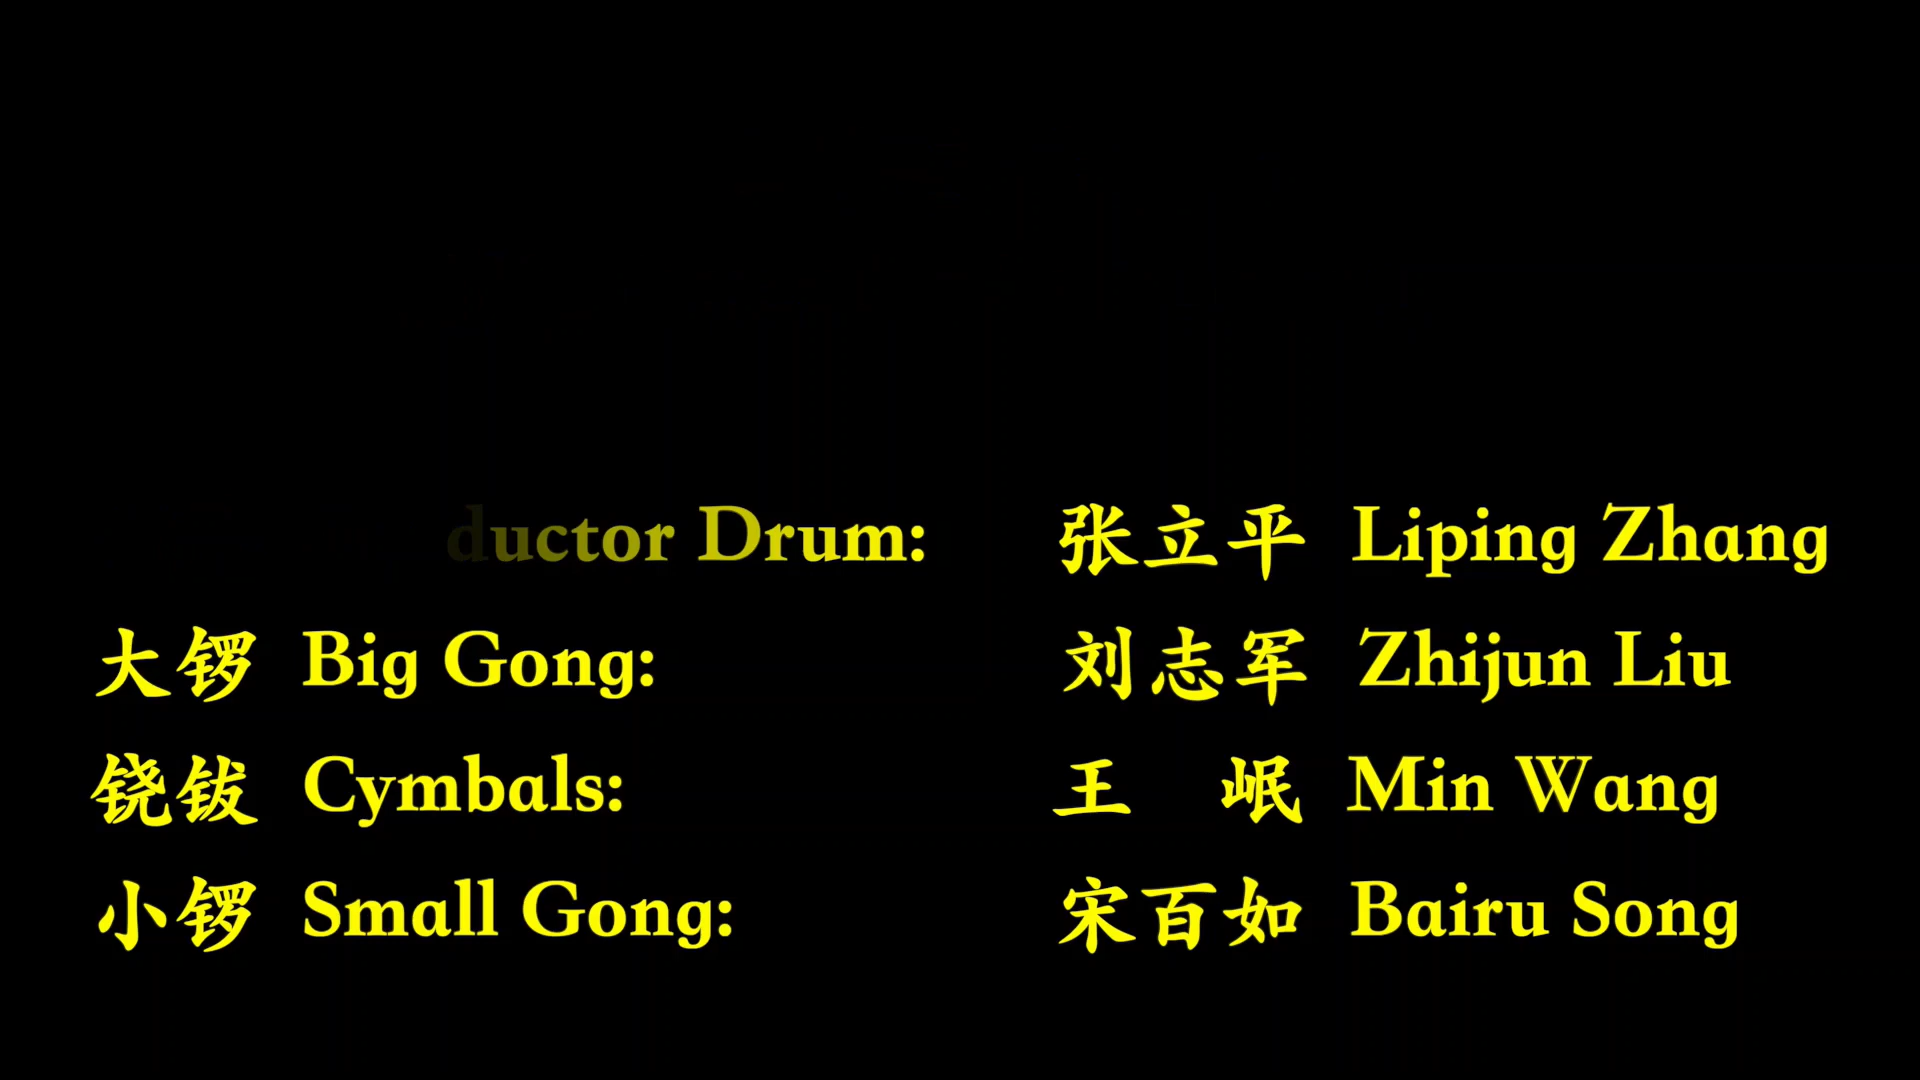 ductor Drum: 张立平 Liping Zhang
大锣 Big Gong: 刘志军 Zhijun Liu
铙钹 Cymbals: 王 岷 Min Wang
小锣 Small Gong: 宋百如 Bairu Song